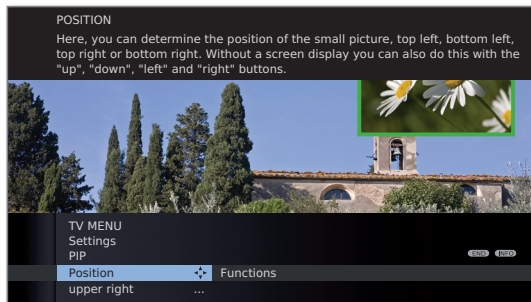 POSITION
Here, you can determine the position of the small picture, top left, bottom left,
top right or bottom right. Without a screen display you can also do this with the
"up", "down", "left" and "right" buttons.
TV MENU
Settings
PIP
END INFO
Position Functions
upper right ...